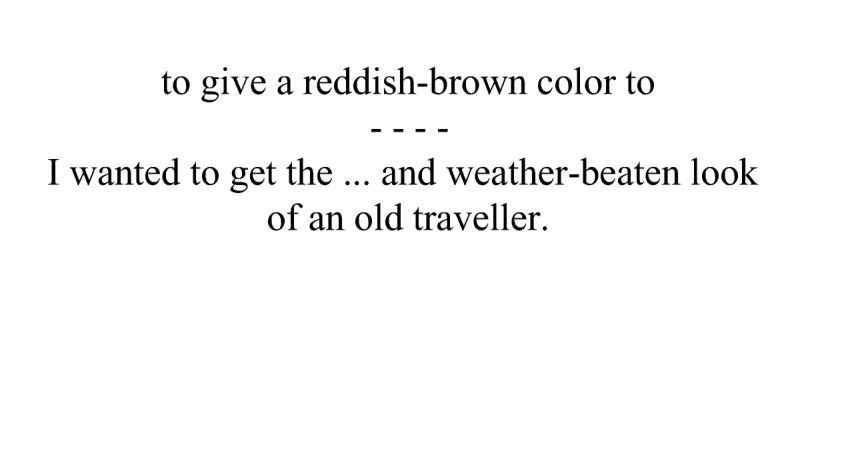 to give a reddish-brown color to
- - - -
I wanted to get the ... and weather-beaten look
of an old traveller.